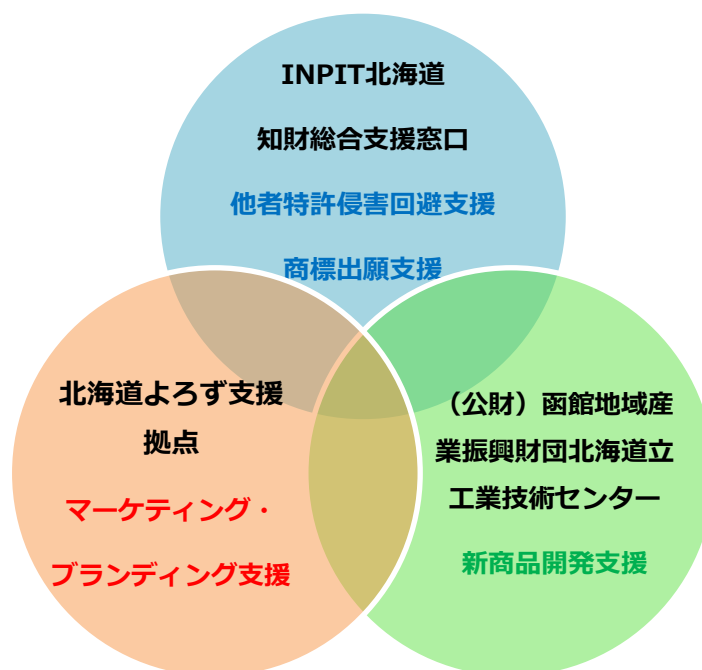 INPIT北海道
知財総合支援窓口
他者特許侵害回避支援
商標出願支援
北海道よろず支援
拠点
マーケティング・
ブランディング支援
（公財）函館地域産
業振興財団北海道立
工業技術センター
新商品開発支援